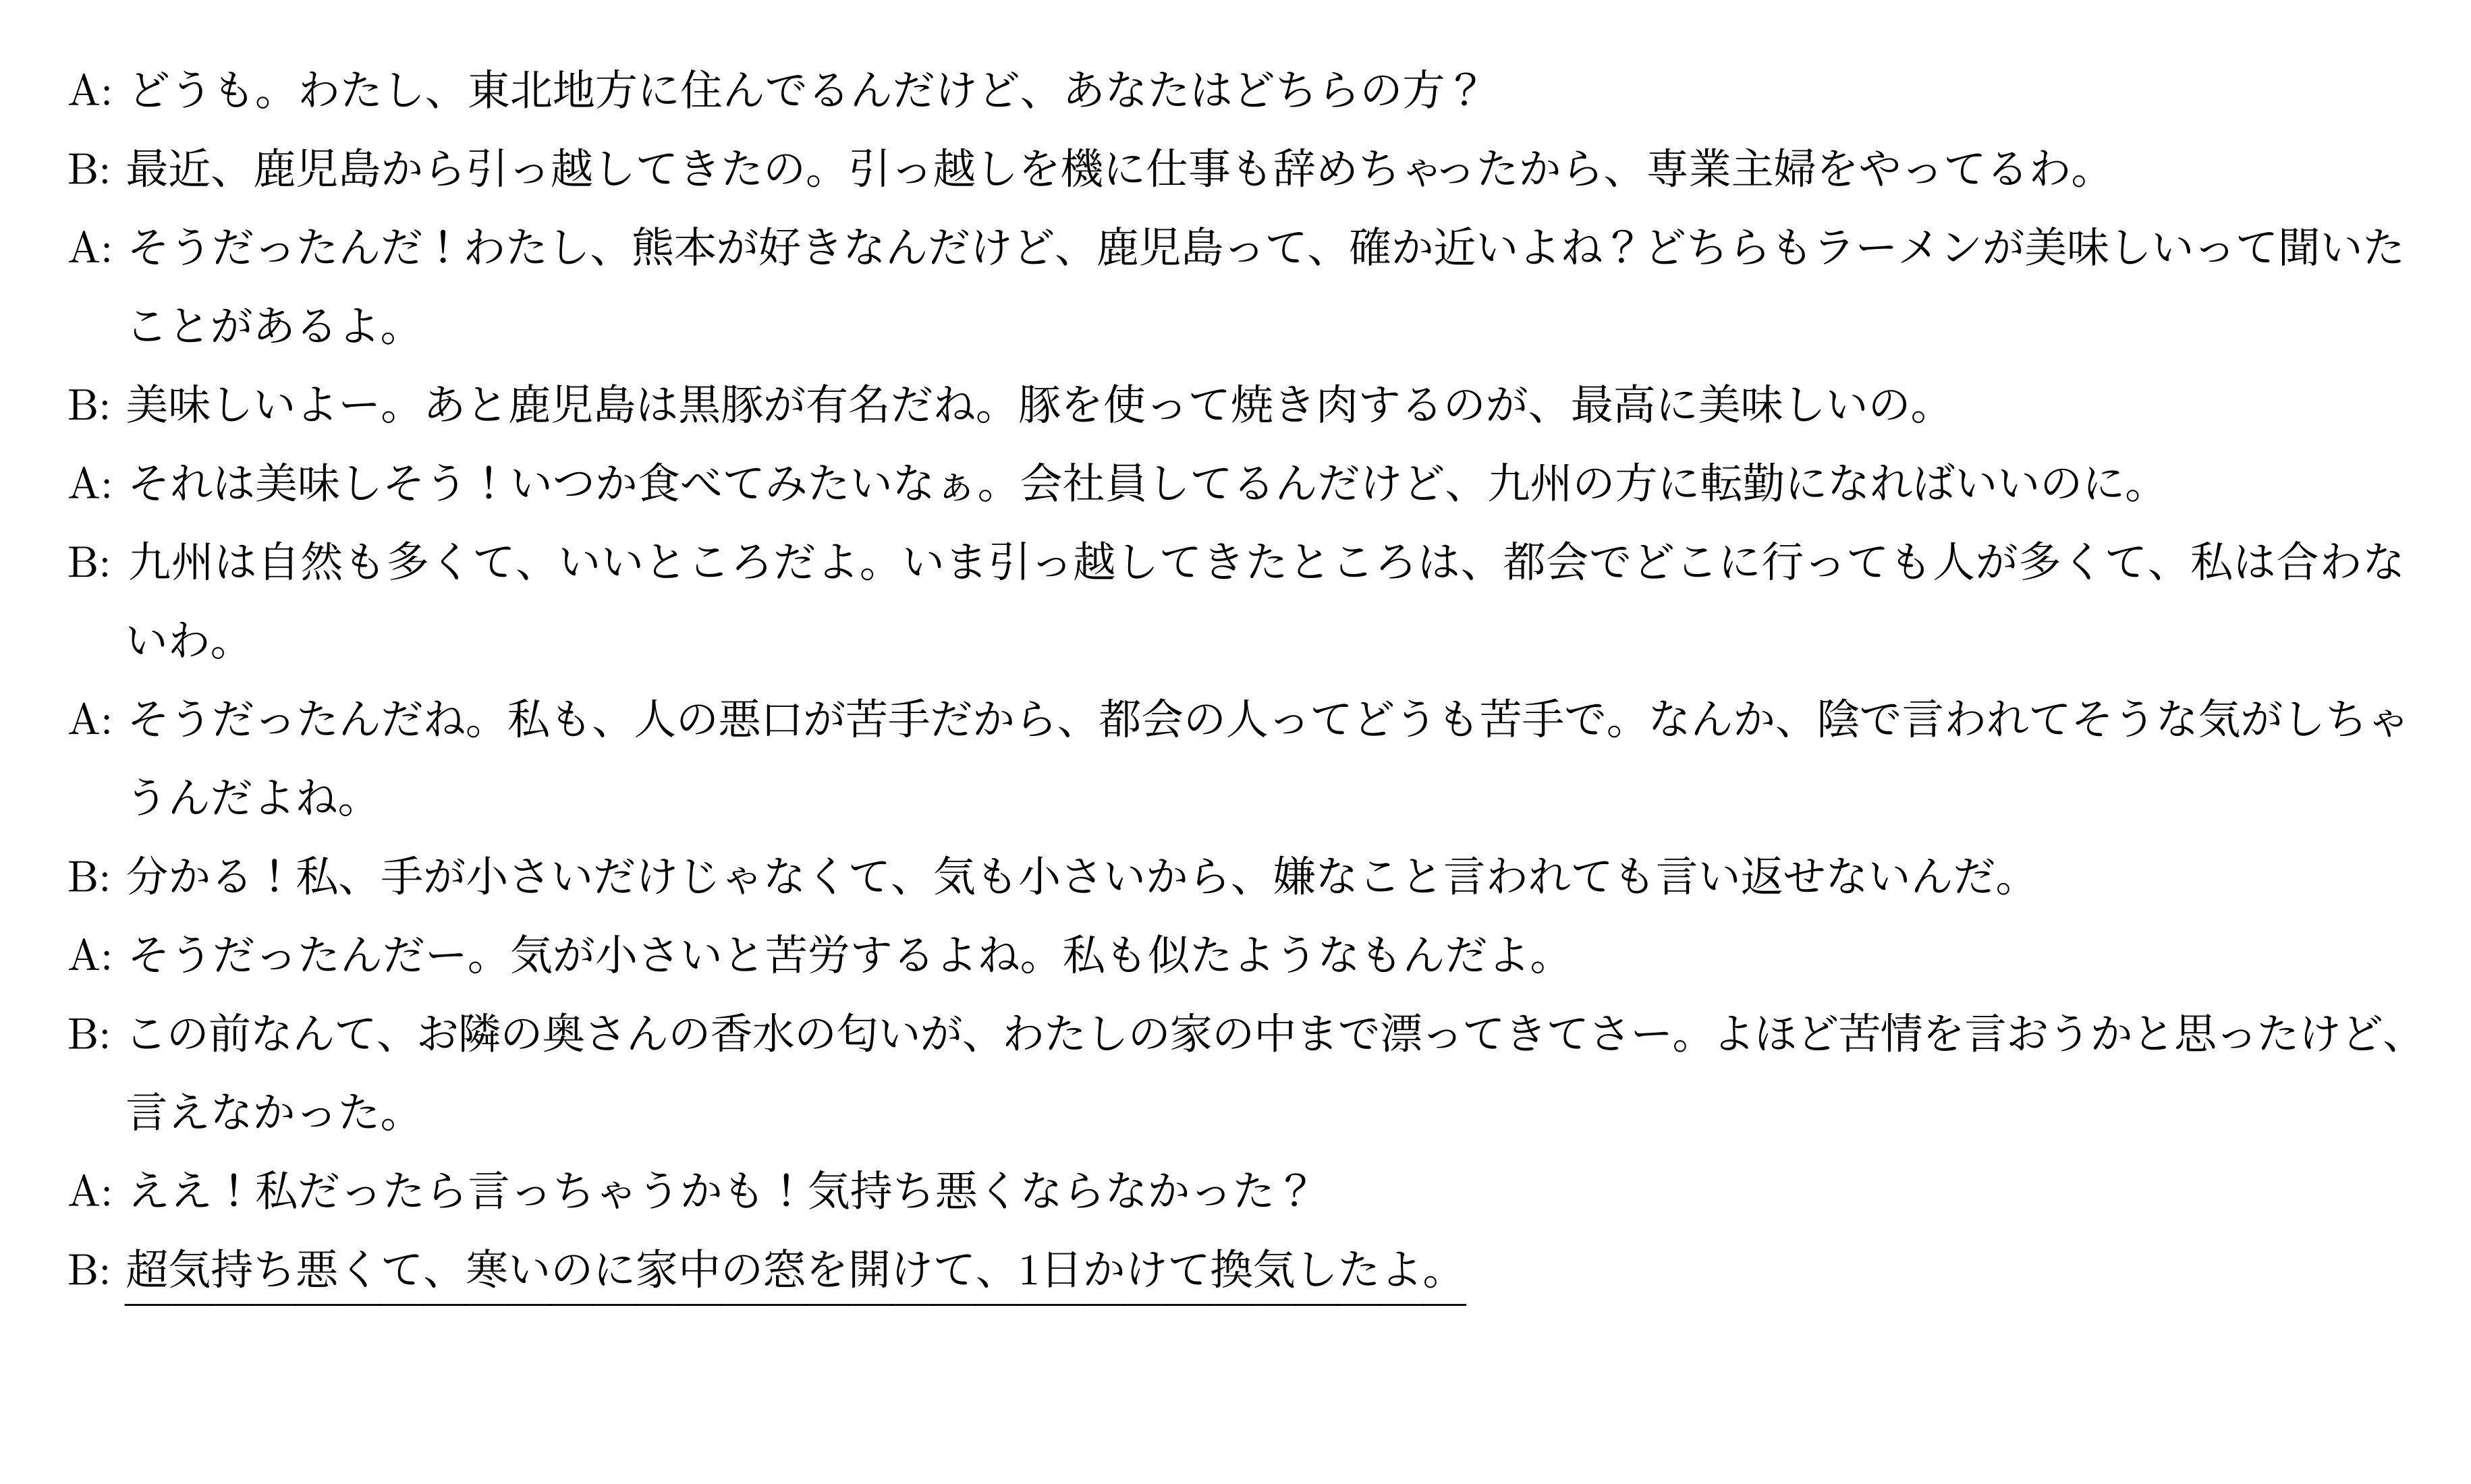 A: どうも。わたし、東北地方に住んでるんだけど、あなたはどちらの方？
B: 最近、鹿児島から引っ越してきたの。引っ越しを機に仕事も辞めちゃったから、専業主婦をやってるわ。
A: そうだったんだ！わたし、熊本が好きなんだけど、鹿児島って、確か近いよね？どちらもラーメンが美味しいって聞いた
ことがあるよ。
B: 美味しいよー。あと鹿児島は黒豚が有名だね。豚を使って焼き肉するのが、最高に美味しいの。
A: それは美味しそう！いつか食べてみたいなぁ。会社員してるんだけど、九州の方に転勤になればいいのに。
B: 九州は自然も多くて、いいところだよ。いま引っ越してきたところは、都会でどこに行っても人が多くて、私は合わな
いわ。
A: そうだったんだね。私も、人の悪口が苦手だから、都会の人ってどうも苦手で。なんか、陰で言われてそうな気がしちゃ
うんだよね。
B: 分かる！私、手が小さいだけじゃなくて、気も小さいから、嫌なこと言われても言い返せないんだ。
A: そうだったんだー。気が小さいと苦労するよね。私も似たようなもんだよ。
B: この前なんて、お隣の奥さんの香水の匂いが、わたしの家の中まで漂ってきてさー。よほど苦情を言おうかと思ったけど、
言えなかった。
A: ええ！私だったら言っちゃうかも！気持ち悪くならなかった？
B: 超気持ち悪くて、寒いのに家中の窓を開けて、1日かけて換気したよ。